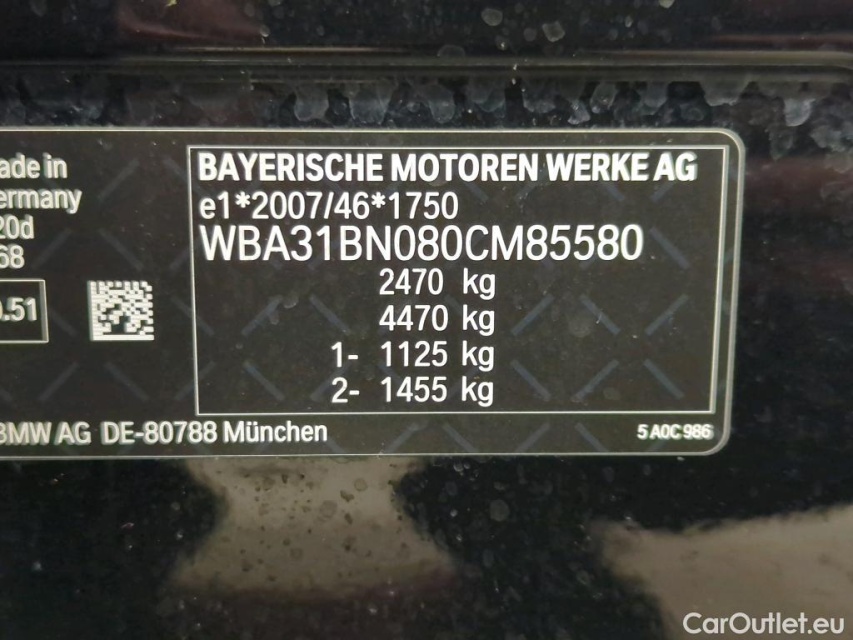 ade in
ermany
20d
68
0.51
BAYERISCHE MOTOREN WERKE AG
e1*2007/46*1750
WBA31BN080CM85580
2470 kg
4470 kg
1- 1125 kg
2- 1455 kg
BMW AG DE-80788 München
5 A0C 986
CarOutlet.eu